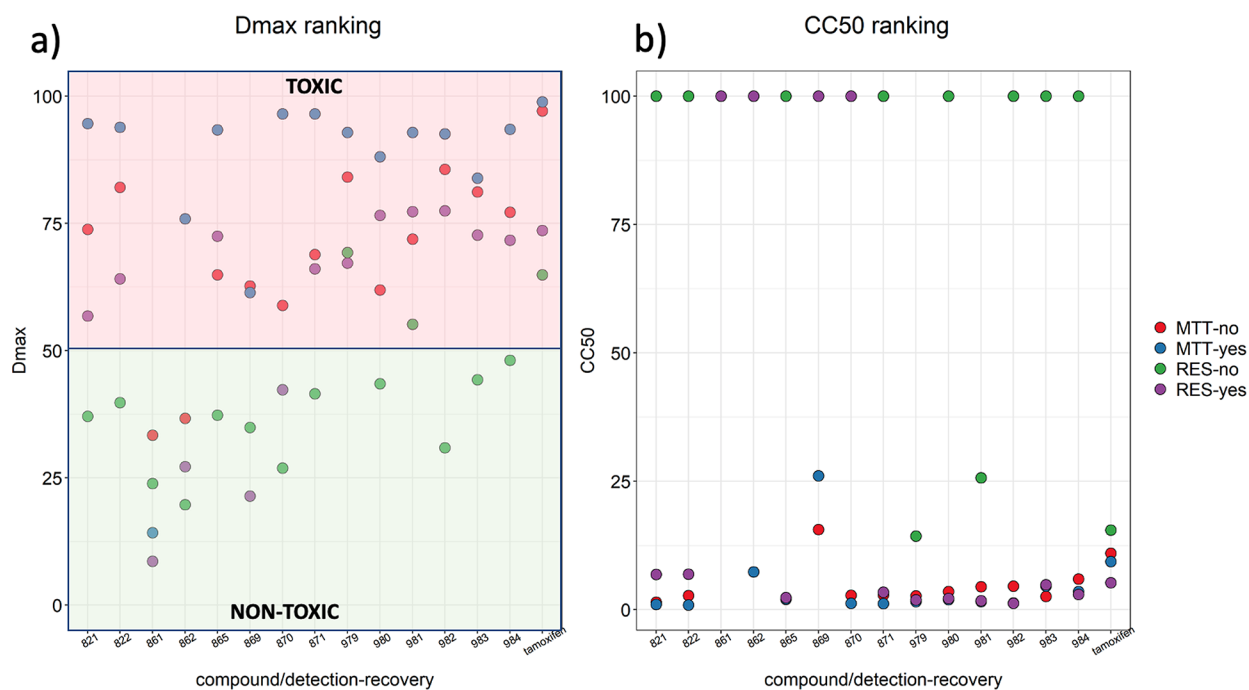 a)
Dmax ranking
TOXIC
100
75
50
25
0
Dmax
NON-TOXIC
821
822
861
862
865
869
870
971
979
980
981
982
983
984
tamoxifen
compound/detection-recovery
b)
CC50 ranking
100
75
50
25
0
CC50
821
822
861
862
865
869
870
871
979
980
981
982
983
984
tamoxifen
compound/detection-recovery
MTT-no
MTT-yes
RES-no
RES-yes